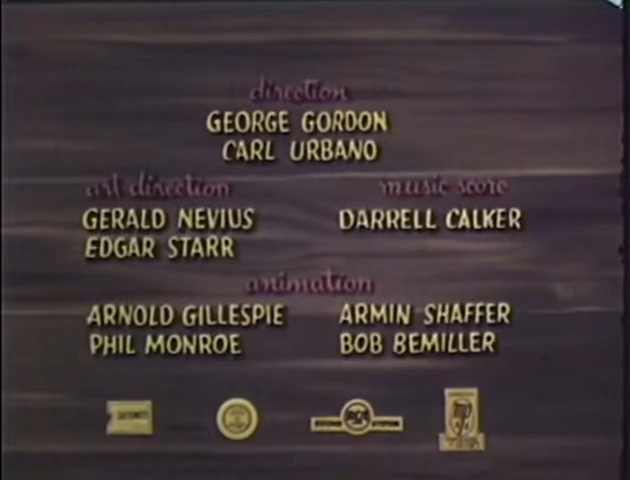 direction
GEORGE GORDON
CARL URBANO
art direction
GERALD NEVIUS
EDGAR STARR
music score
DARRELL CALKER
animation
ARNOLD GILLESPIE
PHIL MONROE
ARMIN SHAFFER
BOB BEMILLER
RCA